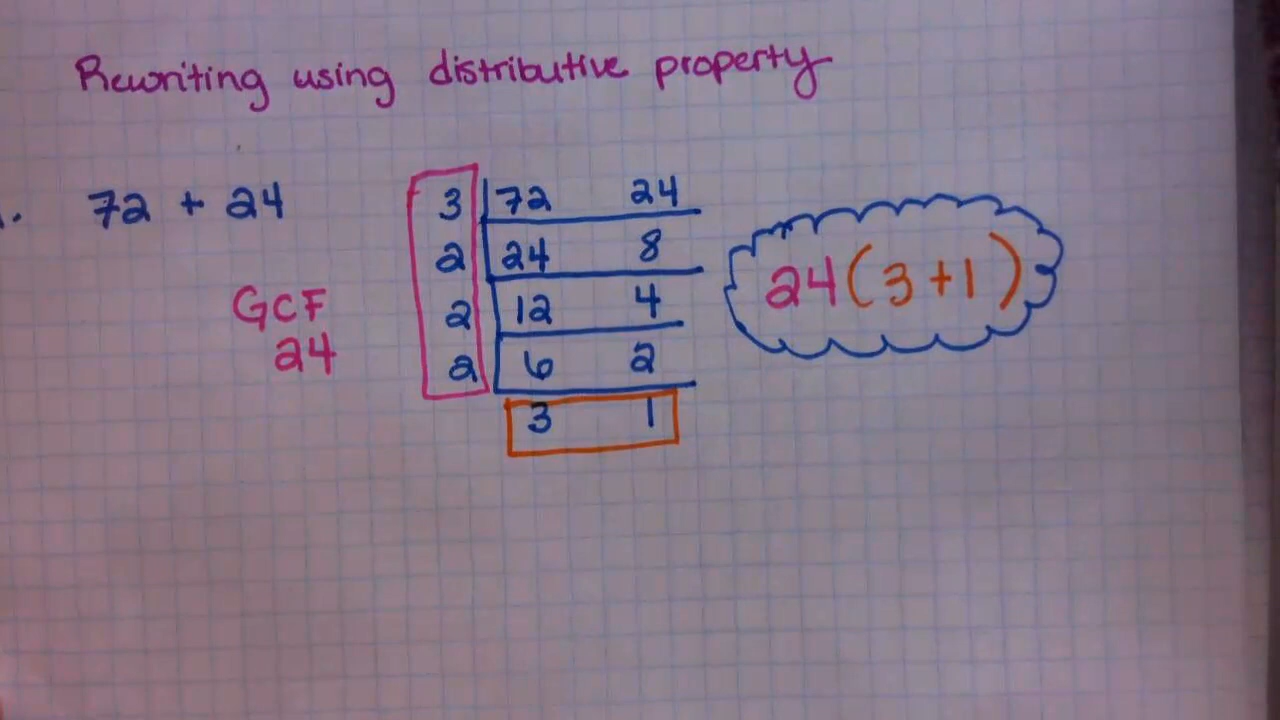 Rewriting using distributive property
72 + 24
GCF
24
3 72 24
2 24 8
2 12 4
2 6 2
3 1
24(3+1)